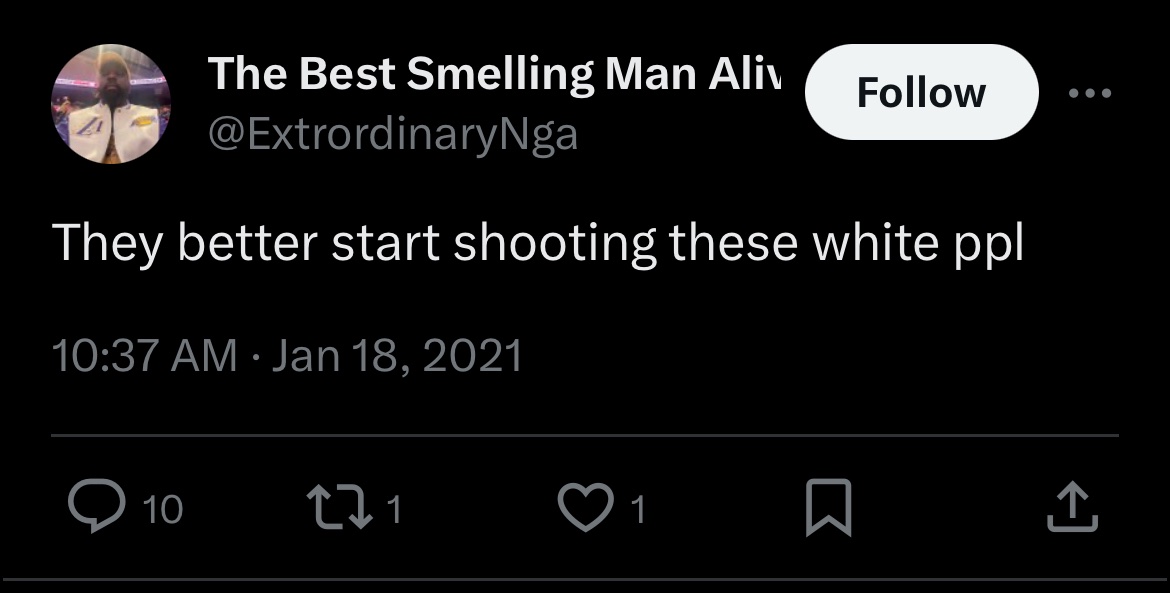 The Best Smelling Man Aliv
Follow
@ExtrordinaryNga
They better start shooting these white ppl
10:37 AM · Jan 18, 2021
10
1
1